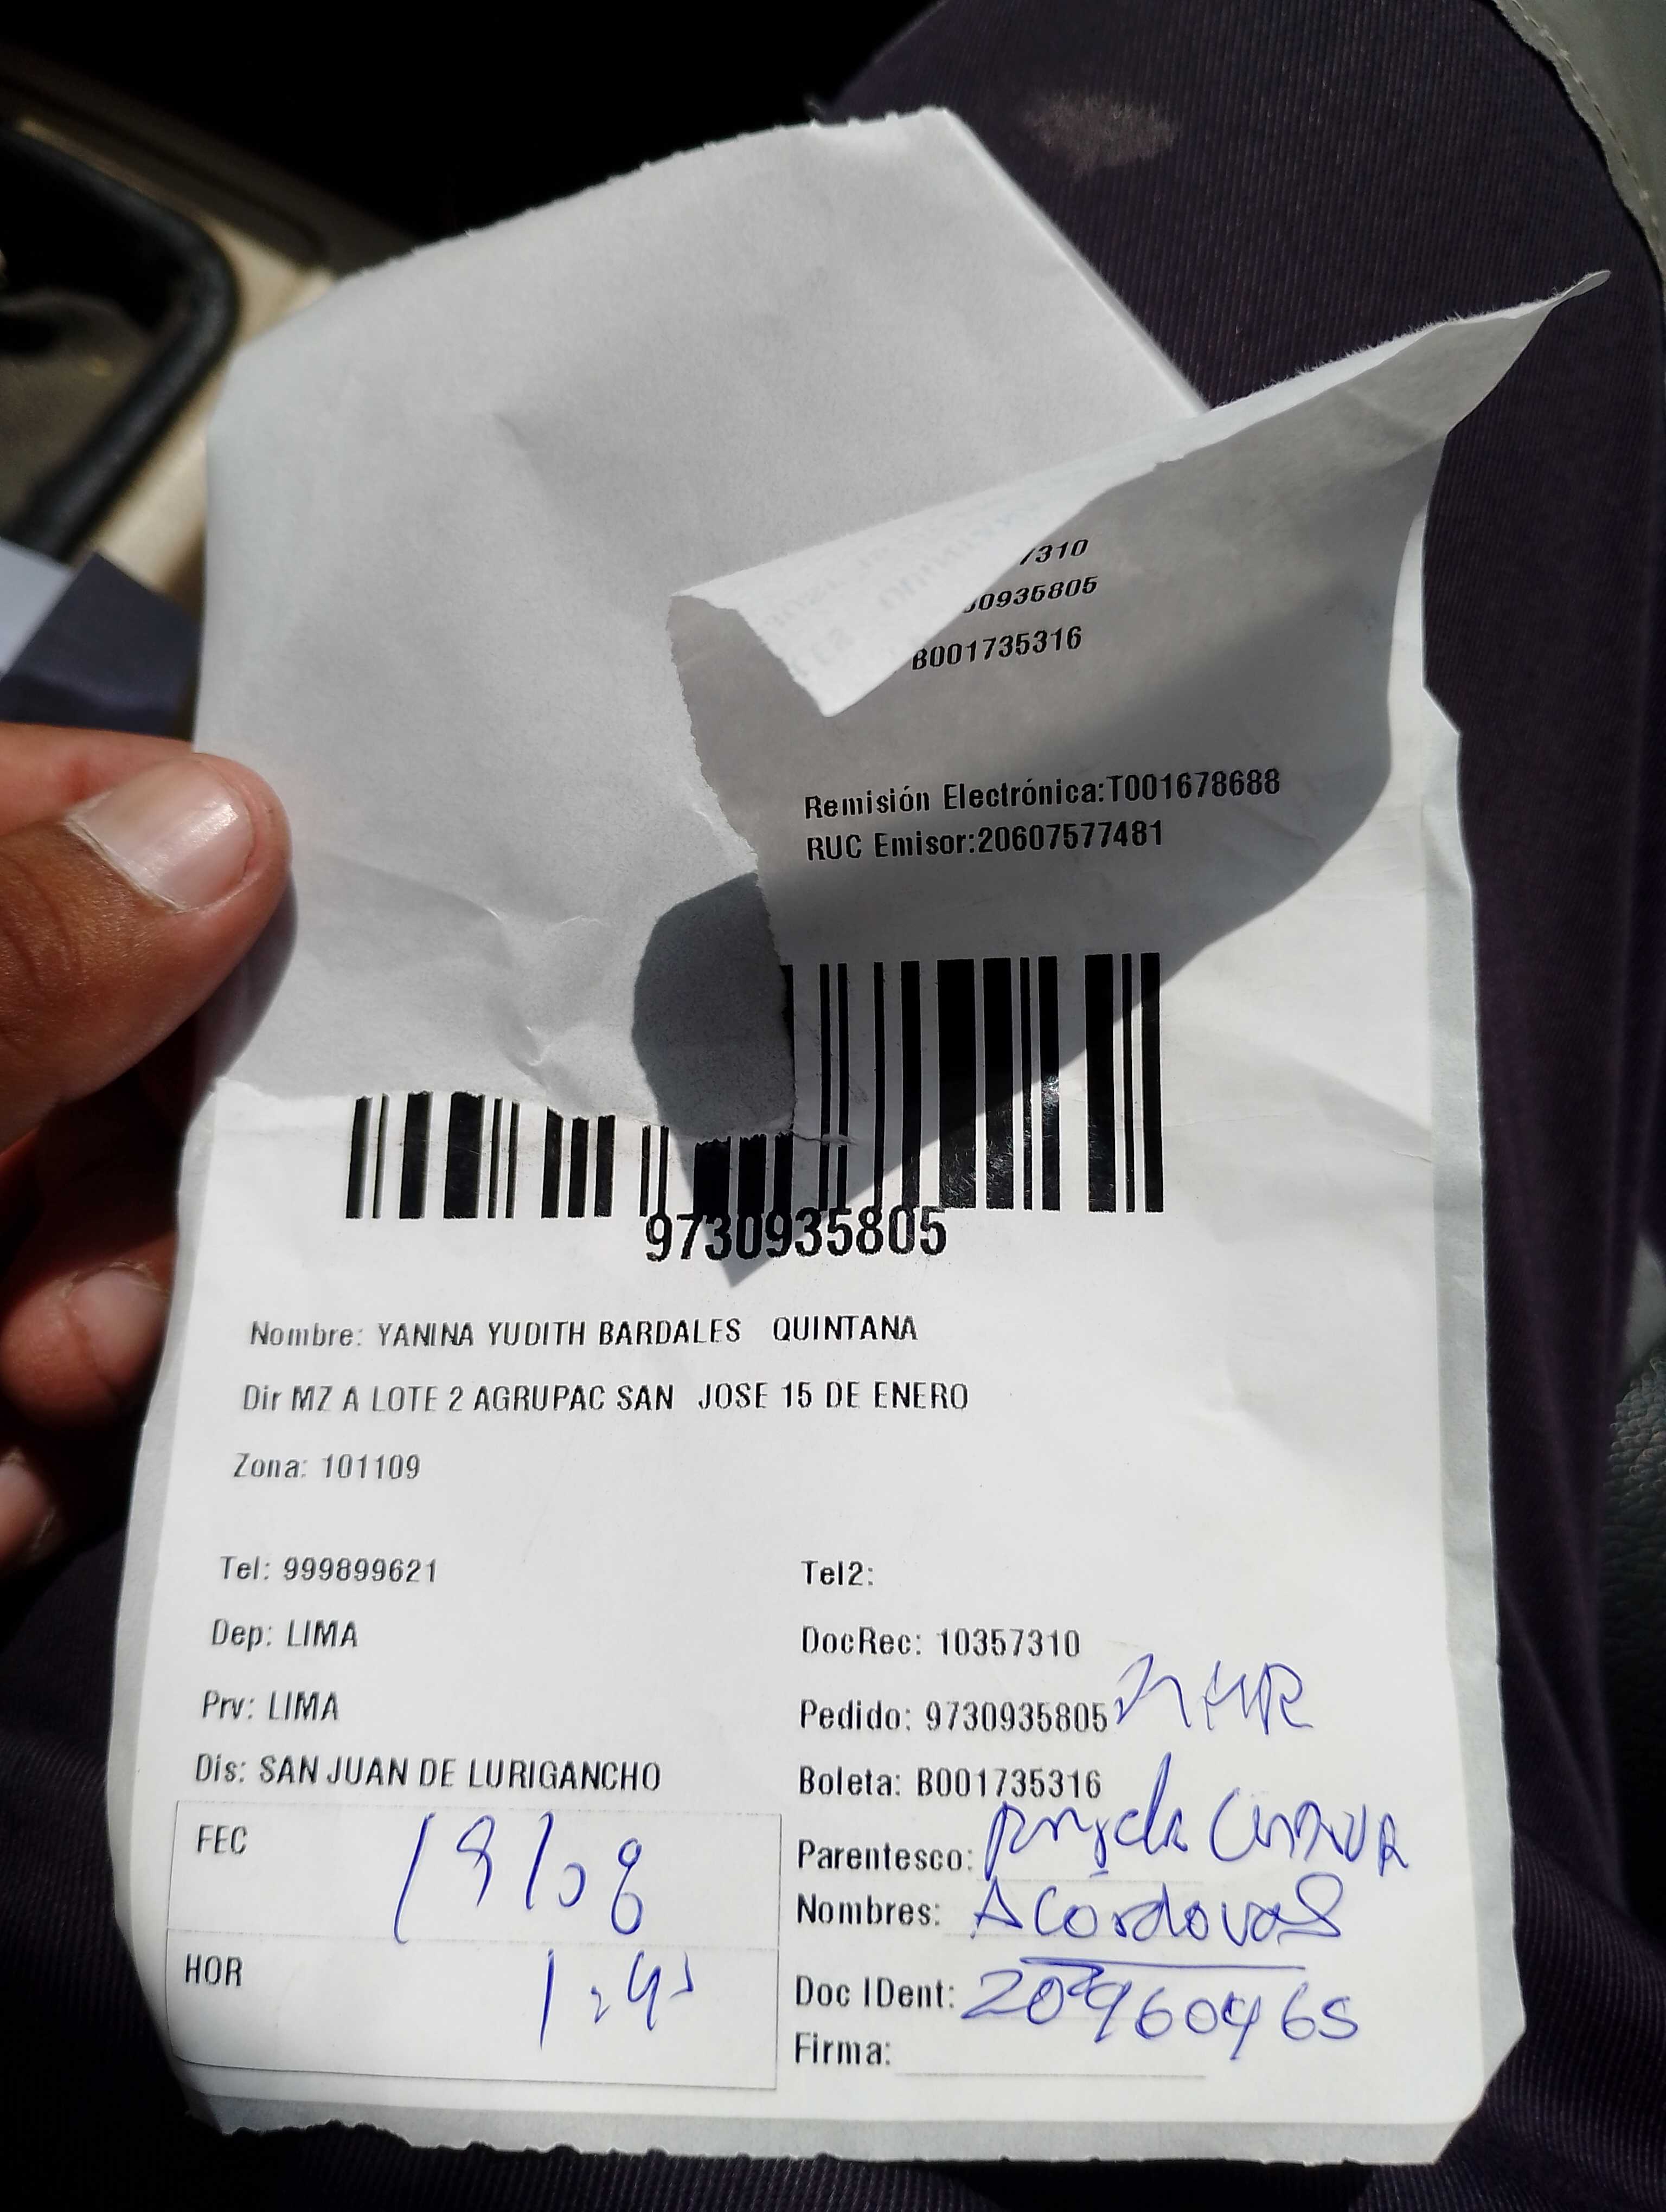 7310
0935805
B001735316
Remisión Electrónica:T001678688
RUC Emisor:20607577481
9730935805
Nombre: YANINA YUDITH BARDALES QUINTANA
Dir MZ A LOTE 2 AGRUPAC SAN JOSE 15 DE ENERO
Zona: 101109
Tel: 999899621 Tel2:
Dep: LIMA DocRec: 10357310
Prv: LIMA Pedido: 9730935805
Dis: SAN JUAN DE LURIGANCHO Boleta: B001735316
FEC 19/08 Parentesco:
Nombres: ACordovaS
HOR Doc IDent:
Firma: